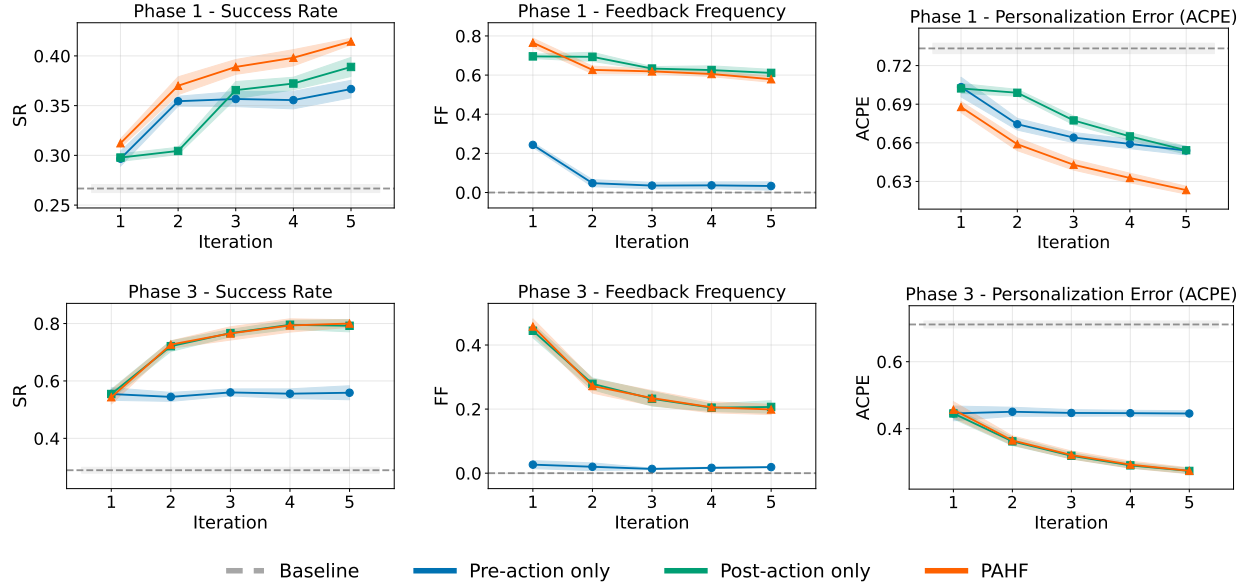 Phase 1 - Success Rate
SR
0.40
0.35
0.30
0.25
1 2 3 4 5
Iteration
Phase 1 - Feedback Frequency
FF
0.8
0.6
0.4
0.2
0.0
1 2 3 4 5
Iteration
Phase 1 - Personalization Error (ACPE)
ACPE
0.72
0.69
0.66
0.63
1 2 3 4 5
Iteration
Phase 3 - Success Rate
SR
0.8
0.6
0.4
1 2 3 4 5
Iteration
Phase 3 - Feedback Frequency
FF
0.4
0.2
0.0
1 2 3 4 5
Iteration
Phase 3 - Personalization Error (ACPE)
ACPE
0.6
0.4
1 2 3 4 5
Iteration
Baseline Pre-action only Post-action only PAHF